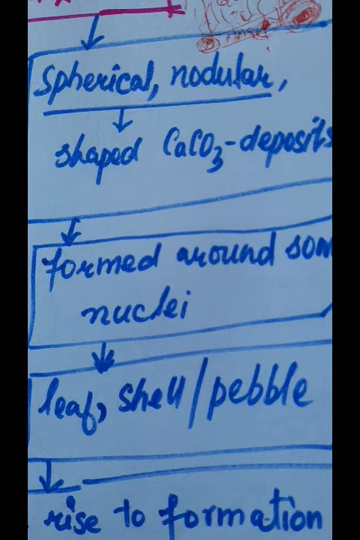 spherical, nodular,
shaped CaCO3-deposits
formed around som
nuclei
leaf, shell/pebble
rise to formation